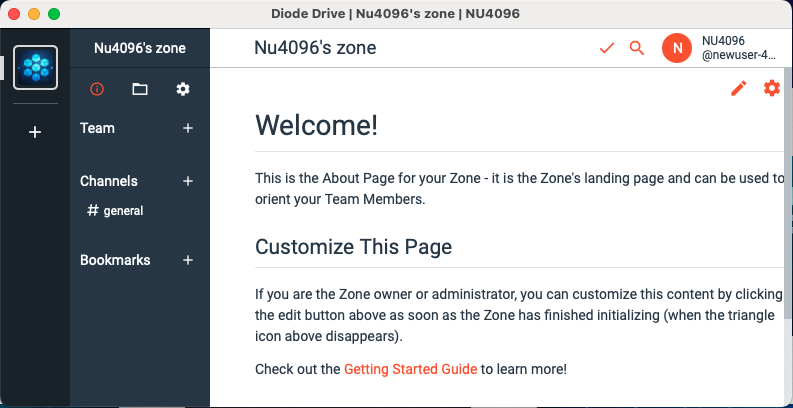 Diode Drive | Nu4096's zone | NU4096
Nu4096's zone
Team
Channels
# general
Bookmarks
Nu4096's zone
N
NU4096
@newuser-4…
Welcome!
This is the About Page for your Zone - it is the Zone's landing page and can be used to
orient your Team Members.
Customize This Page
If you are the Zone owner or administrator, you can customize this content by clicking
the edit button above as soon as the Zone has finished initializing (when the triangle
icon above disappears).
Check out the Getting Started Guide to learn more!